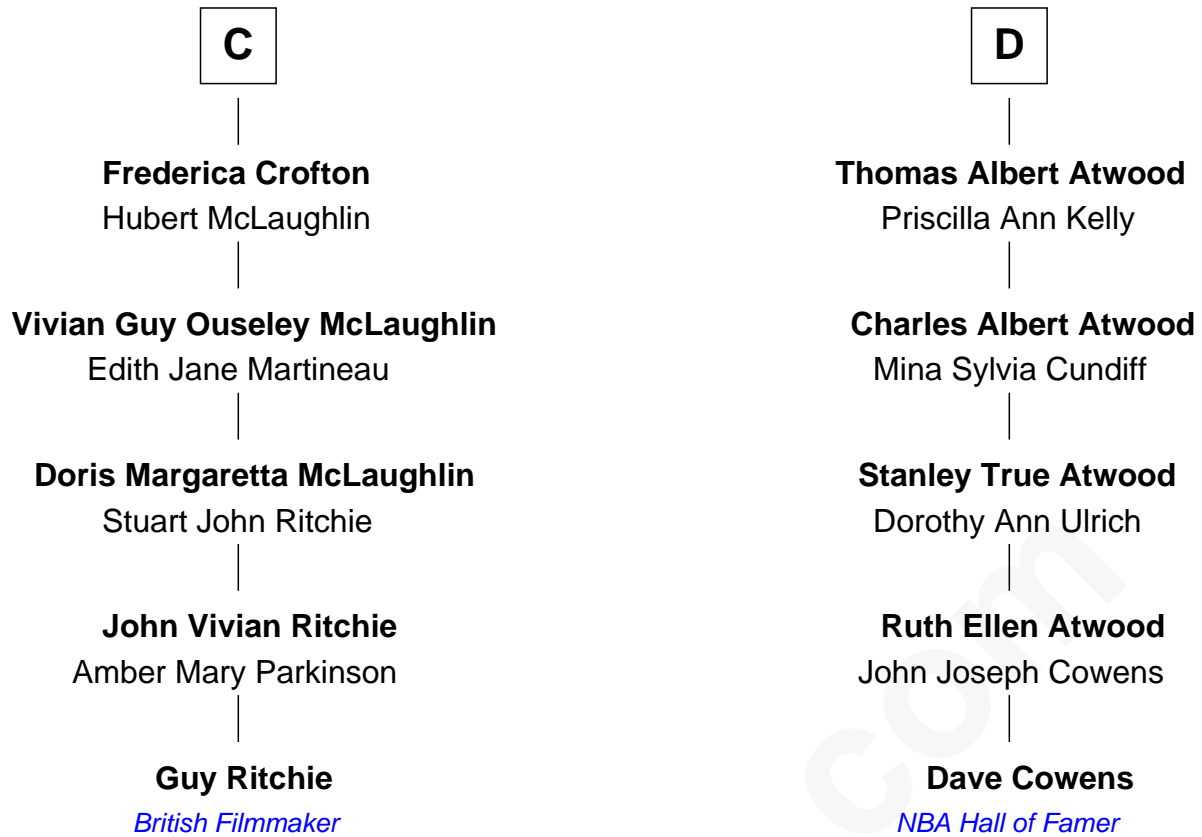 C
Frederica Crofton
Hubert McLaughlin
Vivian Guy Ouseley McLaughlin
Edith Jane Martineau
Doris Margaretta McLaughlin
Stuart John Ritchie
John Vivian Ritchie
Amber Mary Parkinson
Guy Ritchie
British Filmmaker
D
Thomas Albert Atwood
Priscilla Ann Kelly
Charles Albert Atwood
Mina Sylvia Cundiff
Stanley True Atwood
Dorothy Ann Ulrich
Ruth Ellen Atwood
John Joseph Cowens
Dave Cowens
NBA Hall of Famer
com